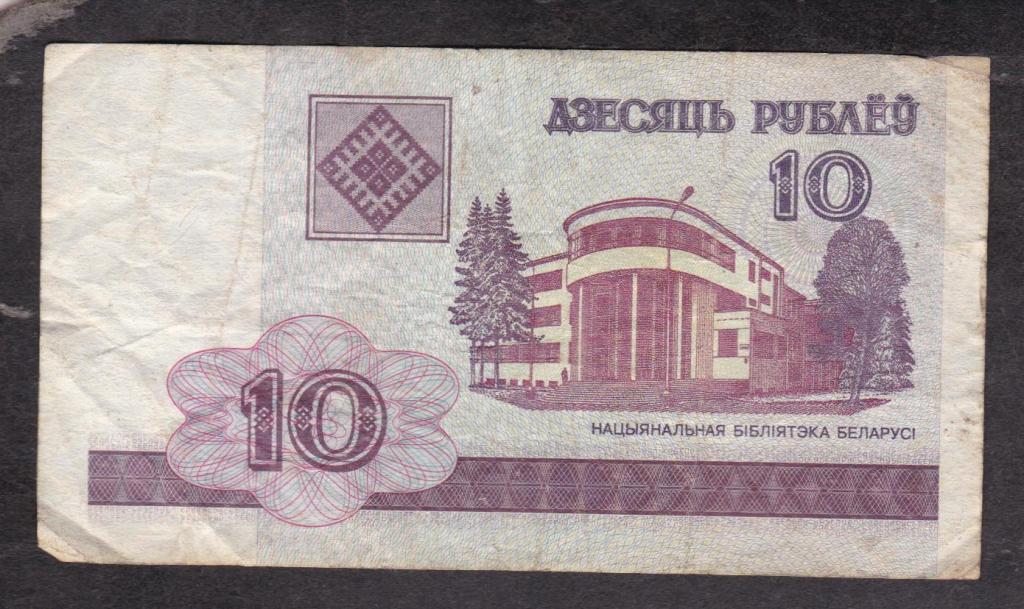 ДЗЕСЯЦЬ РУБЛЁЎ
10
НАЦЫЯНАЛЬНАЯ БІБЛІЯТЭКА БЕЛАРУСІ
10